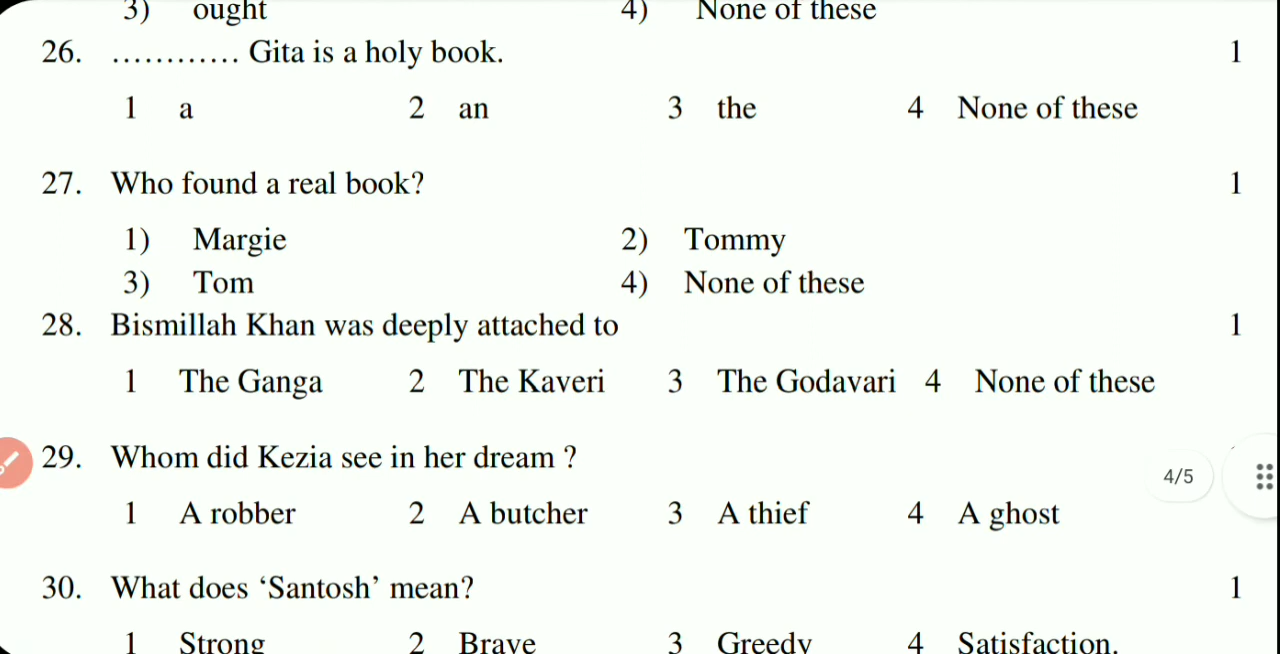 3) ought 4) None of these
26. ............ Gita is a holy book. 1
1 a 2 an 3 the 4 None of these
27. Who found a real book? 1
1) Margie 2) Tommy
3) Tom 4) None of these
28. Bismillah Khan was deeply attached to 1
1 The Ganga 2 The Kaveri 3 The Godavari 4 None of these
29. Whom did Kezia see in her dream ?
4/5
1 A robber 2 A butcher 3 A thief 4 A ghost
30. What does ‘Santosh’ mean? 1
1 Strong 2 Brave 3 Greedy 4 Satisfaction.